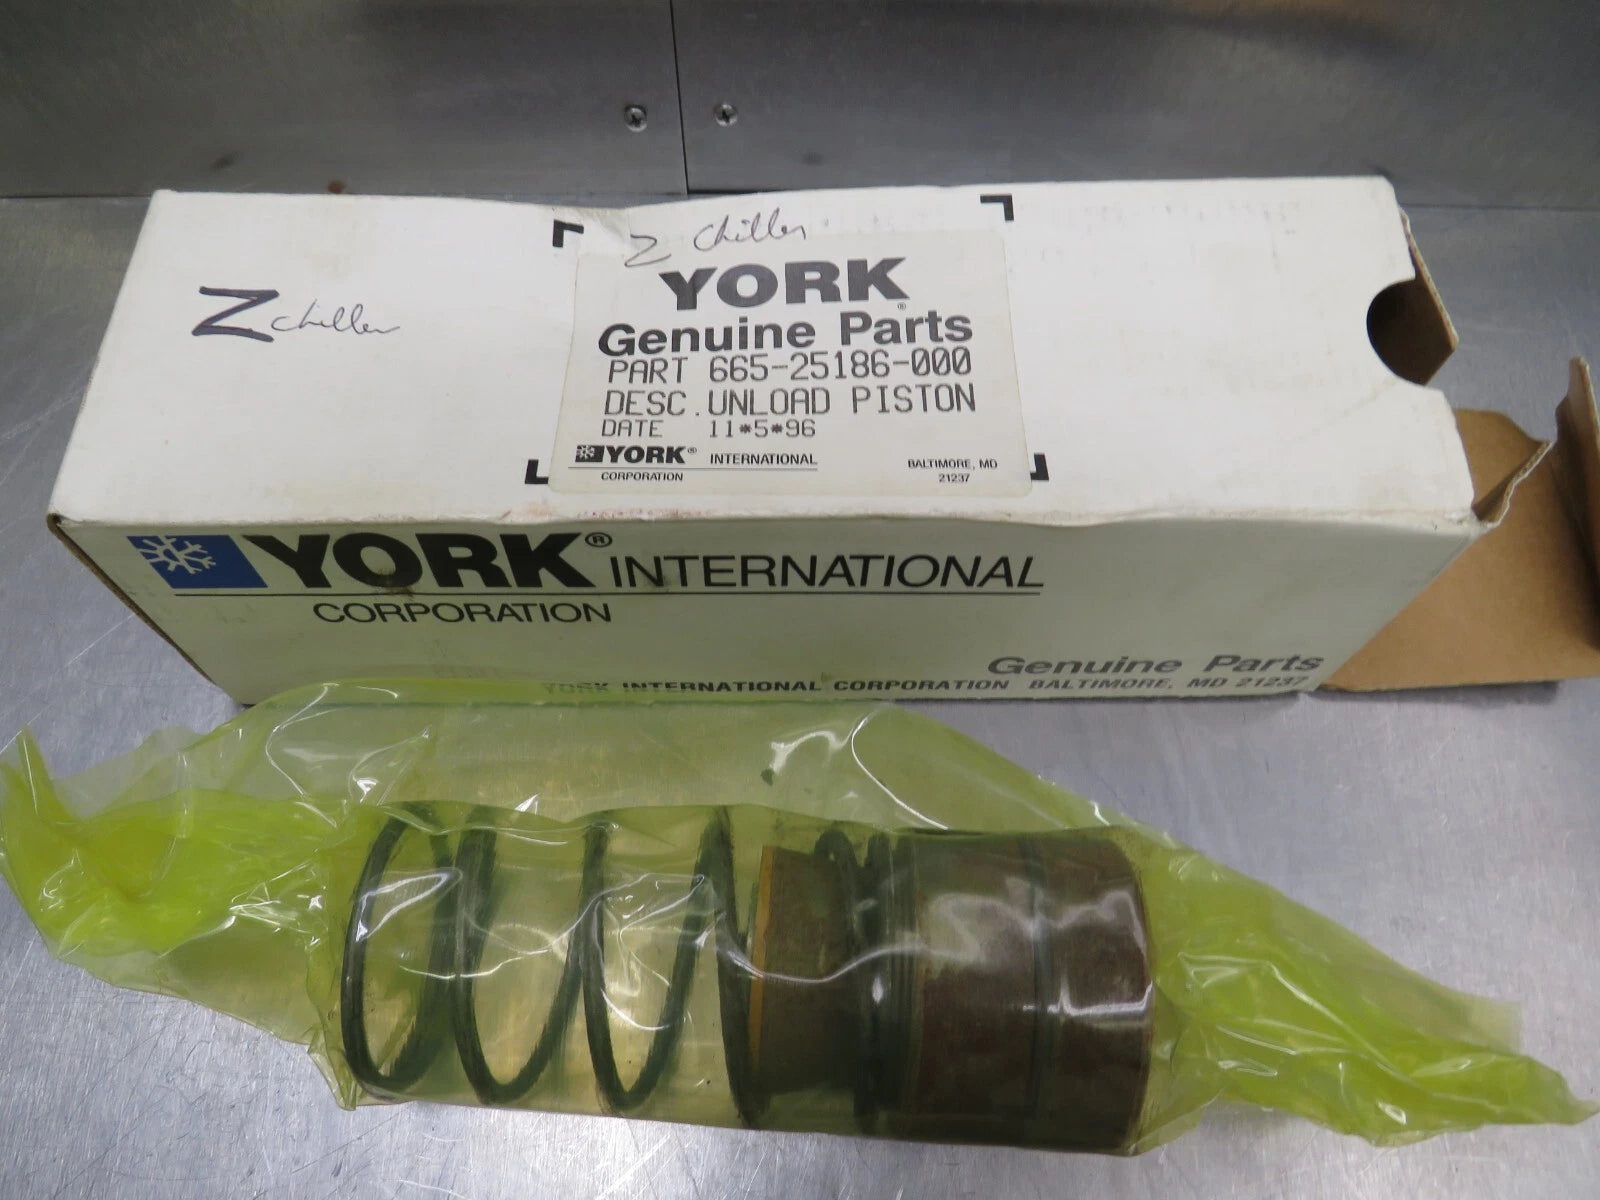 Z chiller
Z chiller
YORK®
Genuine Parts
PART 665-25186-000
DESC. UNLOAD PISTON
DATE 11*5*96
YORK® INTERNATIONAL
CORPORATION
BALTIMORE, MD
21237
YORK® INTERNATIONAL
CORPORATION
Genuine Parts
YORK INTERNATIONAL CORPORATION BALTIMORE, MD 21237